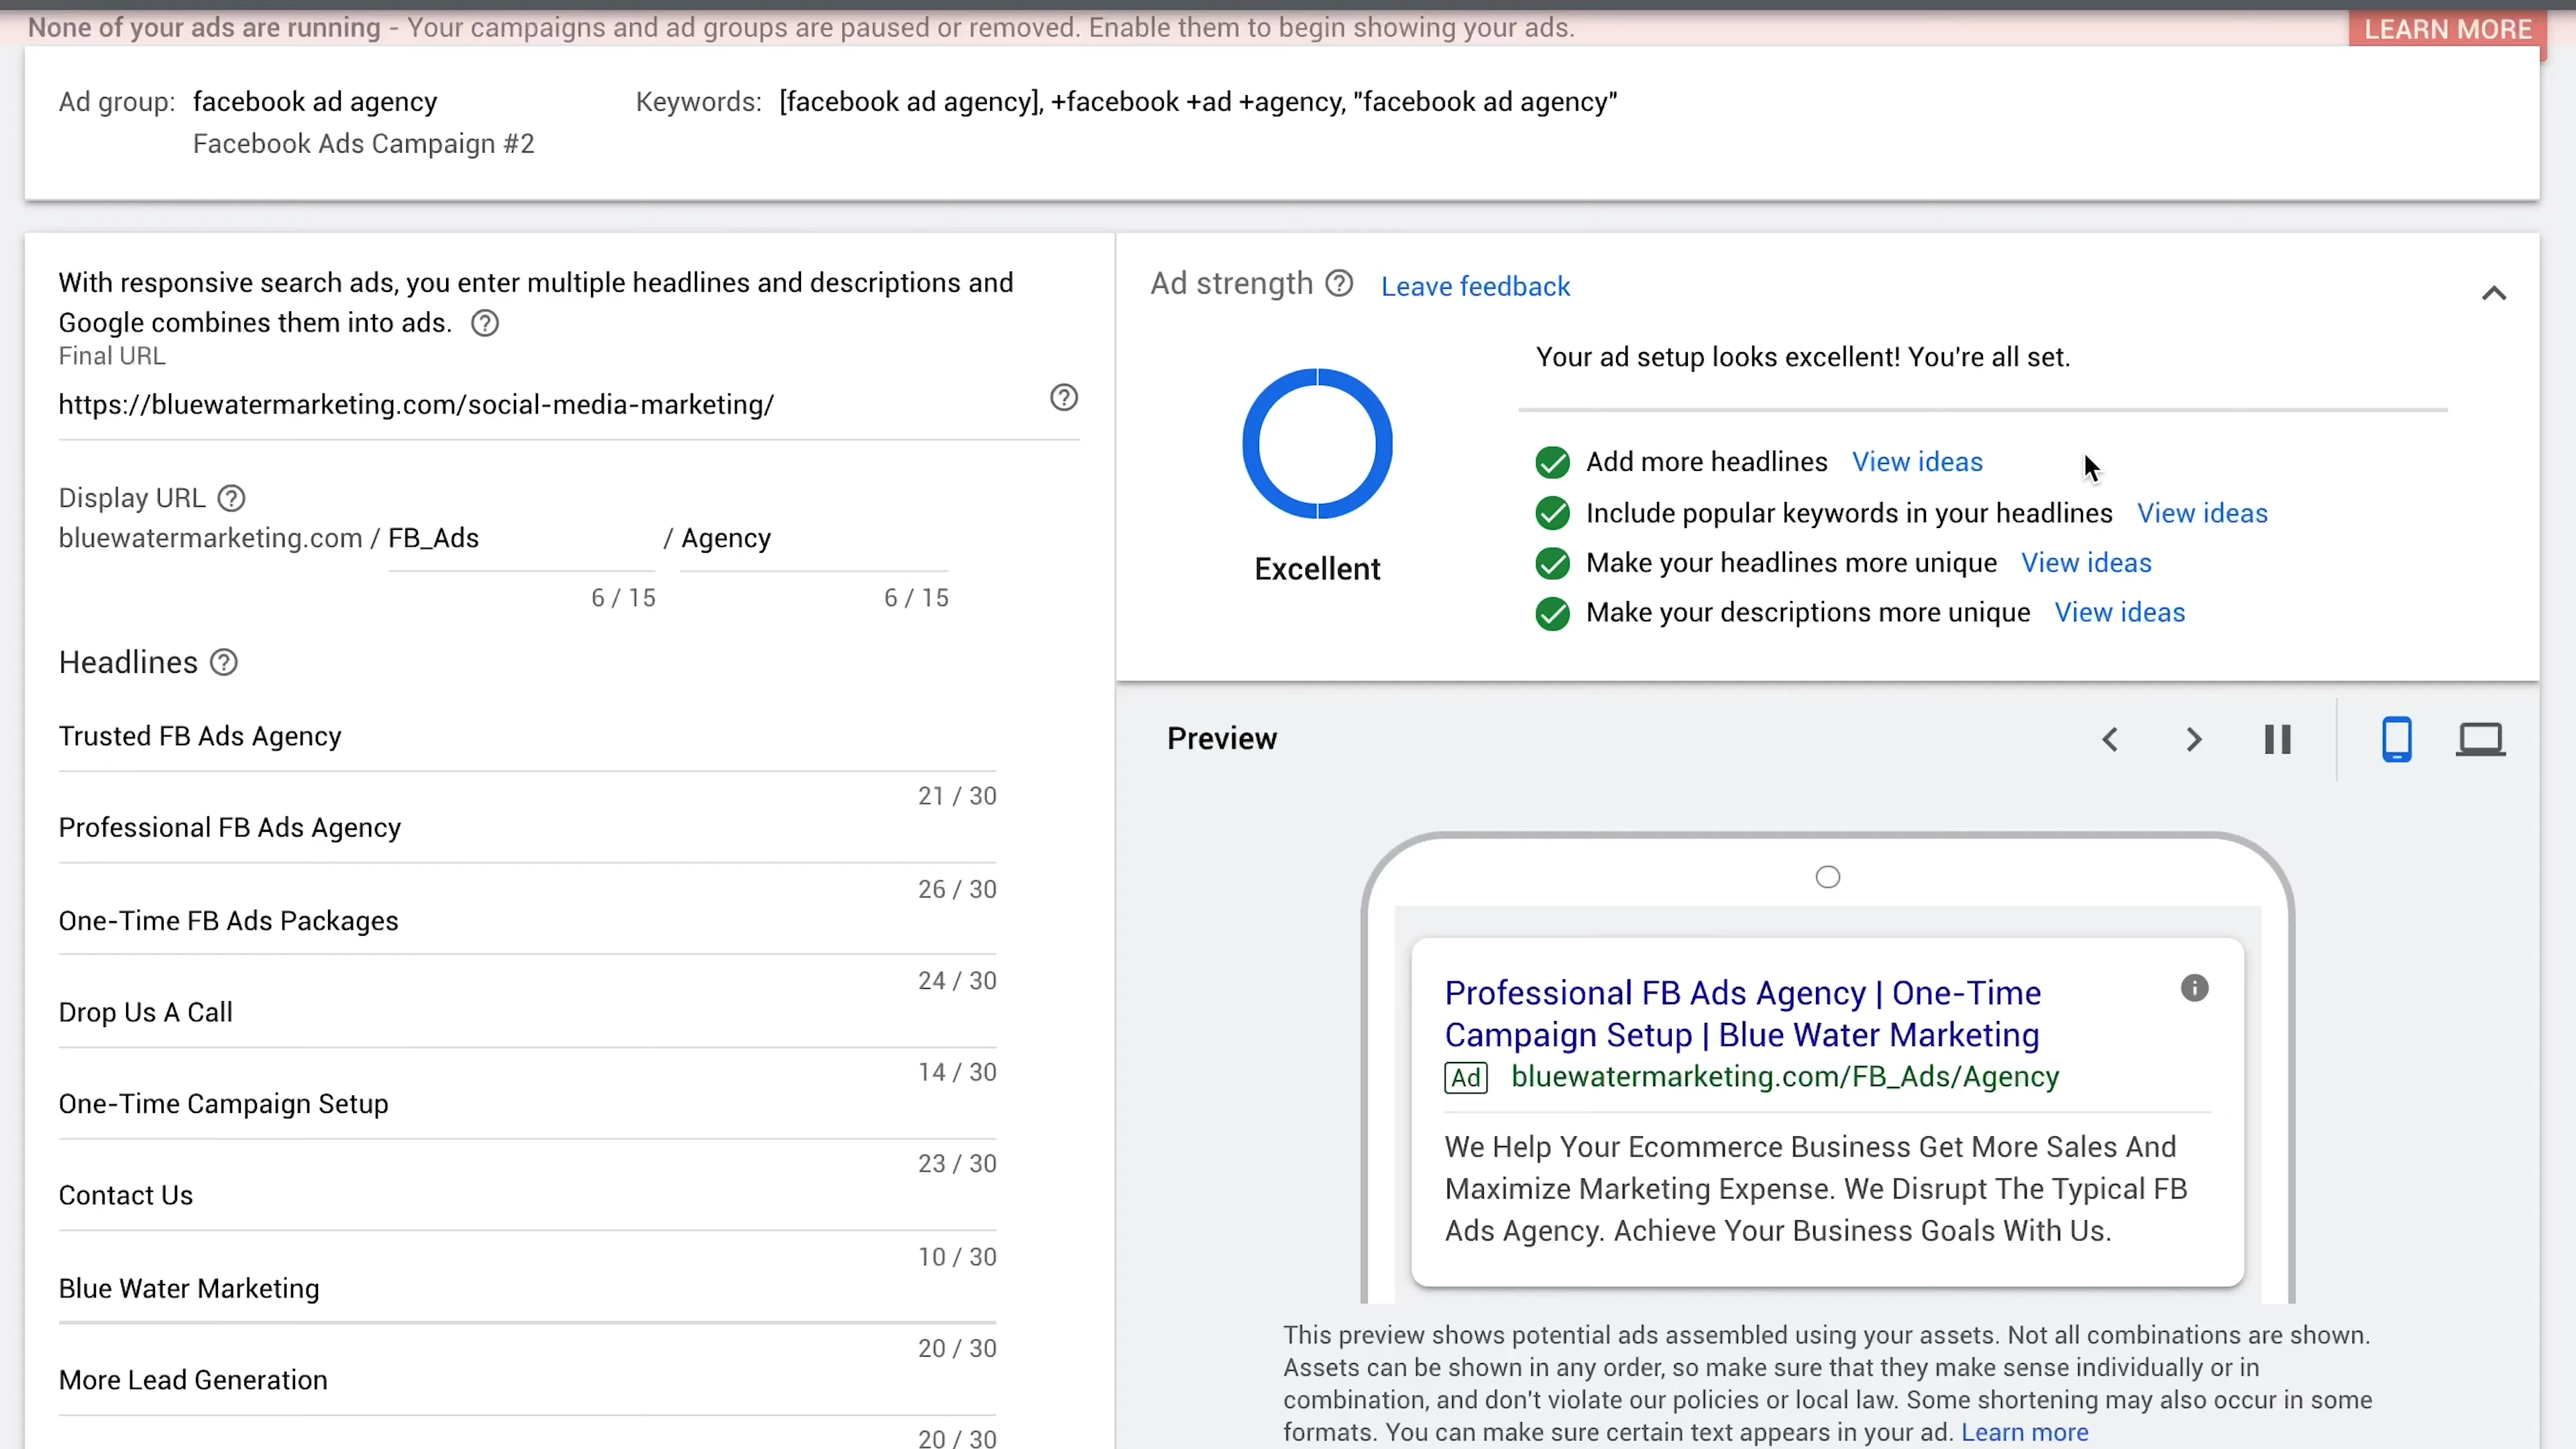 None of your ads are running - Your campaigns and ad groups are paused or removed. Enable them to begin showing your ads.
LEARN MORE
Ad group: facebook ad agency
Facebook Ads Campaign #2
Keywords: [facebook ad agency], +facebook +ad +agency, "facebook ad agency"
With responsive search ads, you enter multiple headlines and descriptions and
Google combines them into ads.
Final URL
https://bluewatermarketing.com/social-media-marketing/
Display URL
bluewatermarketing.com / FB_Ads / Agency
6 / 15 6 / 15
Headlines
Trusted FB Ads Agency
21 / 30
Professional FB Ads Agency
26 / 30
One-Time FB Ads Packages
24 / 30
Drop Us A Call
14 / 30
One-Time Campaign Setup
23 / 30
Contact Us
10 / 30
Blue Water Marketing
20 / 30
More Lead Generation
20 / 30
Ad strength Leave feedback
Excellent
Your ad setup looks excellent! You're all set.
Add more headlines View ideas
Include popular keywords in your headlines View ideas
Make your headlines more unique View ideas
Make your descriptions more unique View ideas
Preview
Professional FB Ads Agency | One-Time
Campaign Setup | Blue Water Marketing
Ad bluewatermarketing.com/FB_Ads/Agency
We Help Your Ecommerce Business Get More Sales And
Maximize Marketing Expense. We Disrupt The Typical FB
Ads Agency. Achieve Your Business Goals With Us.
This preview shows potential ads assembled using your assets. Not all combinations are shown.
Assets can be shown in any order, so make sure that they make sense individually or in
combination, and don't violate our policies or local law. Some shortening may also occur in some
formats. You can make sure certain text appears in your ad. Learn more